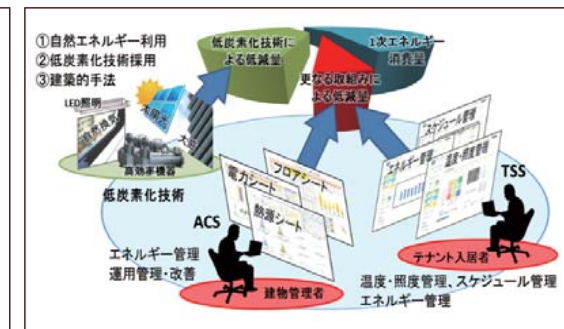 ①自然エネルギー利用
②低炭素化技術採用
③建築的手法
低炭素化技術に
よる低減量
1次エネルギー
消費量
更なる取組みに
よる低減量
LED照明
自然換気
太陽光
高効率機器
低炭素化技術
スケジュール管理
エネルギー管理
温度・照度管理
フロアシート
電力シート
熱源シート
TSS
ACS
エネルギー管理
運用管理・改善
建物管理者
テナント入居者
温度・照度管理、スケジュール管理
エネルギー管理